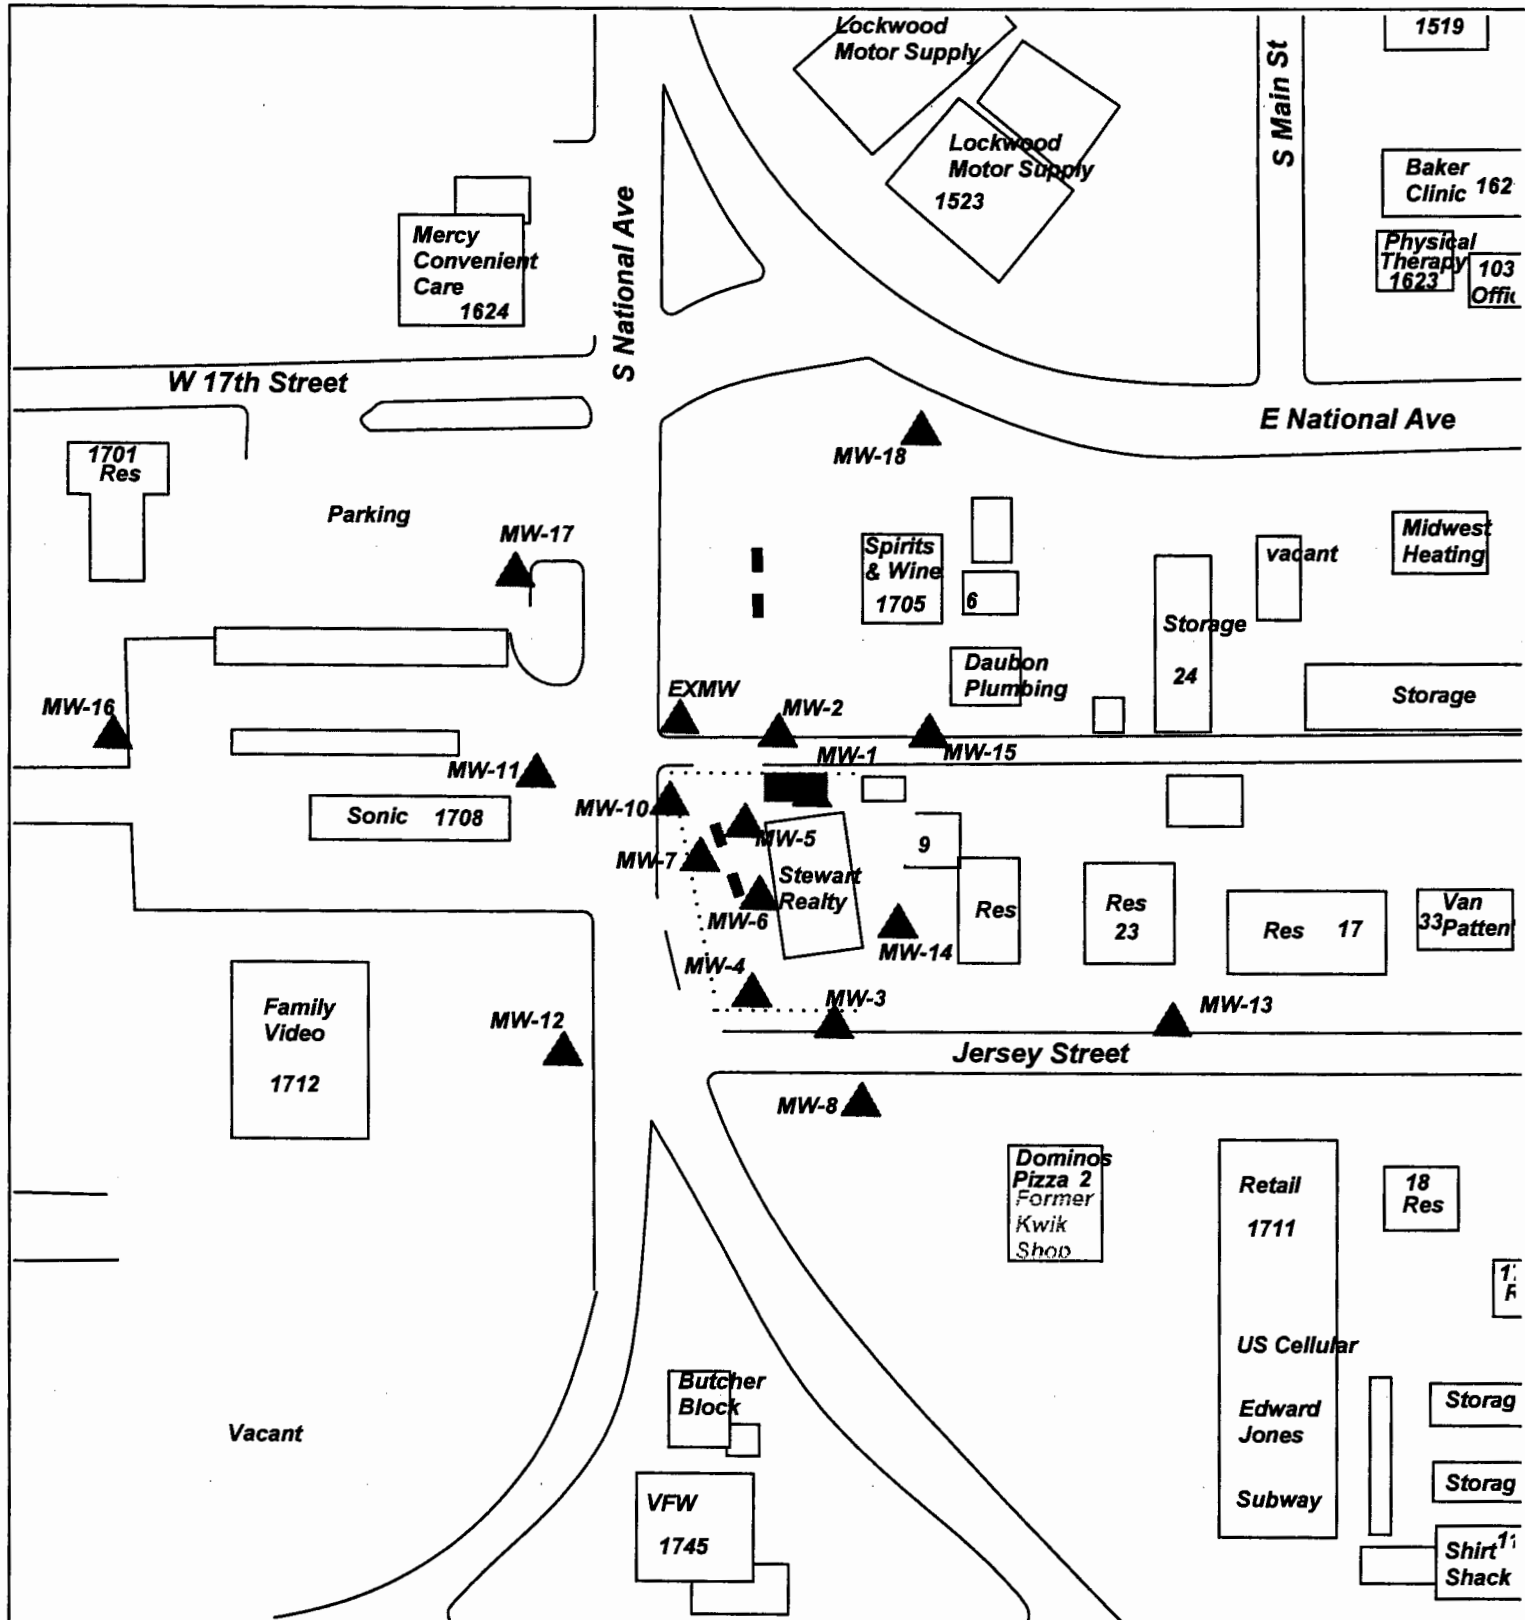 Lockwood
Motor Supply
1519
S Main St
Lockwood
Motor Supply
1523
Baker
Clinic 162
Physical
Therapy
1623
103
Mercy
Convenient
Care
1624
S National Ave
W 17th Street
E National Ave
MW-18
1701
Res
Parking
MW-17
Spirits
& Wine
1705
6
vacant
Midwest
Heating
Storage
24
Daubon
Plumbing
Storage
EXMW
MW-2
MW-16
MW-15
MW-1
MW-11
MW-10
Sonic 1708
MW-5
9
MW-7
Stewart
Realty
MW-6
Res
Res
23
Res 17
Van
33 Patten
MW-14
MW-4
MW-3
MW-13
Family
Video
1712
MW-12
Jersey Street
MW-8
Dominos
Pizza 2
Former
Kwik
Shop
Retail
1711
18
Res
US Cellular
Butcher
Block
Edward
Jones
Storag
Vacant
Storag
Subway
VFW
1745
Shirt
Shack